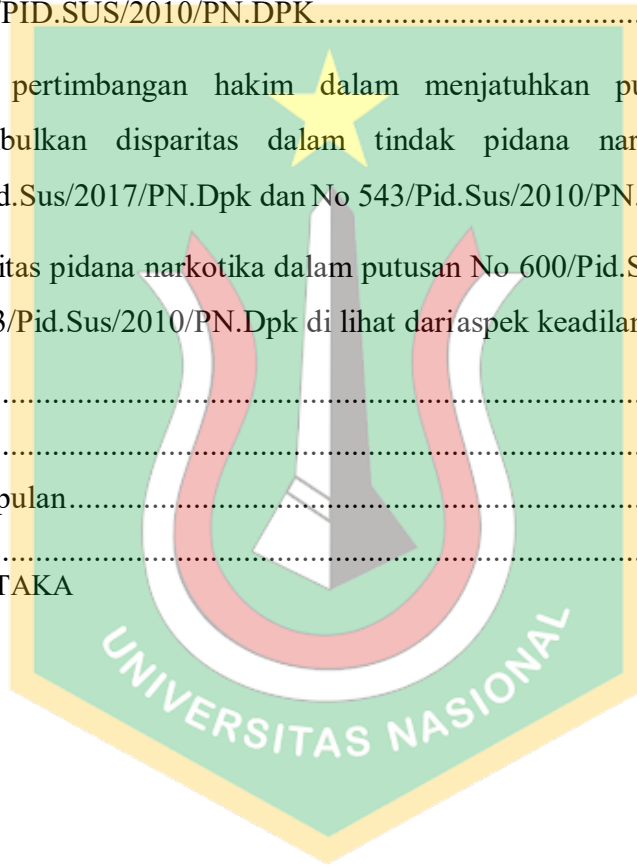 /PID.SUS/2010/PN.DPK........................................
pertimbangan hakim dalam menjatuhkan
bulkan disparitas dalam tindak pidana
d.Sus/2017/PN.Dpk dan No 543/Pid.Sus/2010/PN.
itas pidana narkotika dalam putusan No 600/Pid.S
3/Pid.Sus/2010/PN.Dpk di lihat dari aspek keadilan
................................................................................
................................................................................
pulan........................................................................
................................................................................
TAKA
UNIVERSITAS NASIONAL